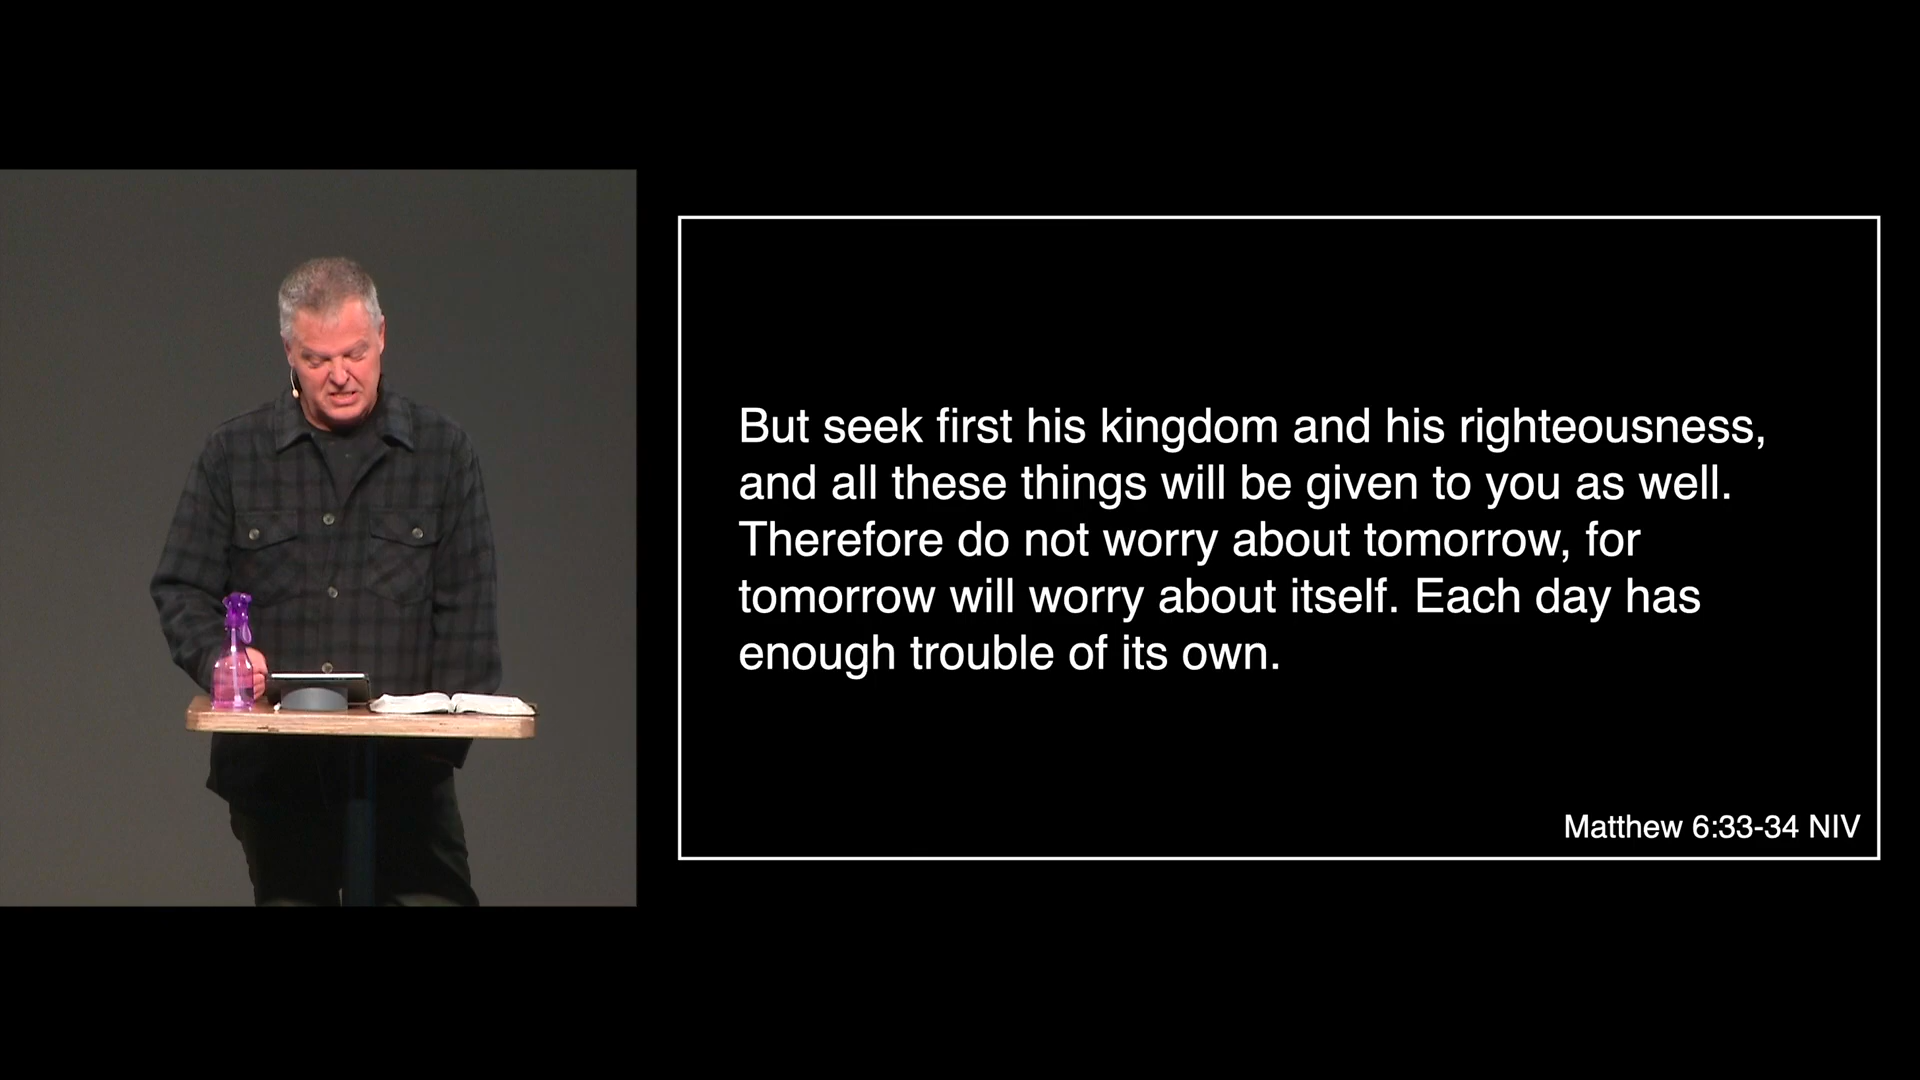 But seek first his kingdom and his righteousness,
and all these things will be given to you as well.
Therefore do not worry about tomorrow, for
tomorrow will worry about itself. Each day has
enough trouble of its own.
Matthew 6:33-34 NIV